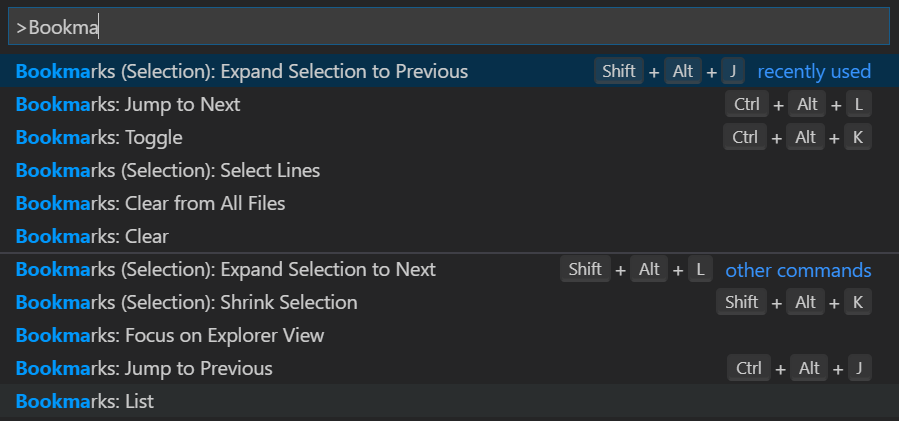 >Bookma
Bookmarks (Selection): Expand Selection to Previous Shift + Alt + J recently used
Bookmarks: Jump to Next Ctrl + Alt + L
Bookmarks: Toggle Ctrl + Alt + K
Bookmarks (Selection): Select Lines
Bookmarks: Clear from All Files
Bookmarks: Clear
Bookmarks (Selection): Expand Selection to Next Shift + Alt + L other commands
Bookmarks (Selection): Shrink Selection Shift + Alt + K
Bookmarks: Focus on Explorer View
Bookmarks: Jump to Previous Ctrl + Alt + J
Bookmarks: List